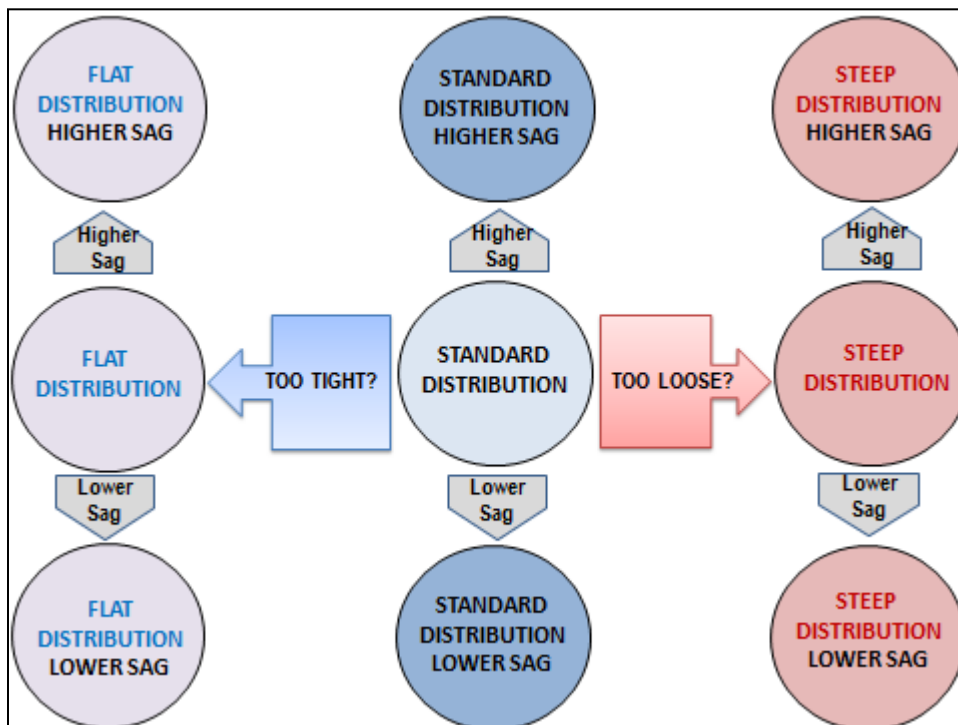 FLAT
DISTRIBUTION
HIGHER SAG
STANDARD
DISTRIBUTION
HIGHER SAG
STEEP
DISTRIBUTION
HIGHER SAG
Higher
Sag
Higher
Sag
Higher
Sag
FLAT
DISTRIBUTION
TOO TIGHT?
STANDARD
DISTRIBUTION
TOO LOOSE?
STEEP
DISTRIBUTION
Lower
Sag
Lower
Sag
Lower
Sag
FLAT
DISTRIBUTION
LOWER SAG
STANDARD
DISTRIBUTION
LOWER SAG
STEEP
DISTRIBUTION
LOWER SAG